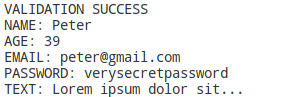 VALIDATION SUCCESS
NAME: Peter
AGE: 39
EMAIL: peter@gmail.com
PASSWORD: verysecretpassword
TEXT: Lorem ipsum dolor sit...